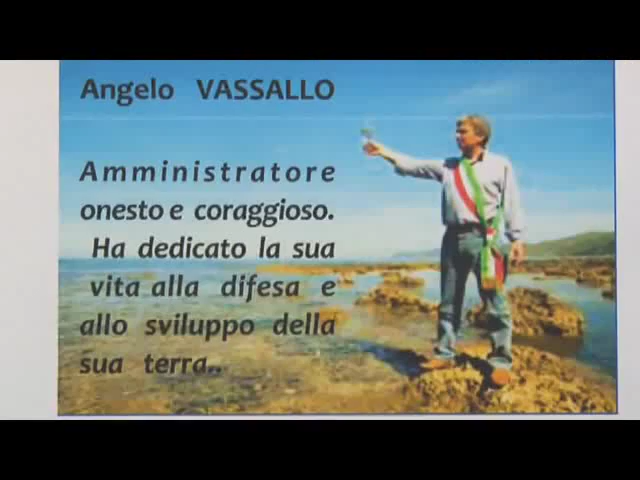 Angelo VASSALLO
Amministratore
onesto e coraggioso.
Ha dedicato la sua
vita alla difesa e
allo sviluppo della
sua terra..